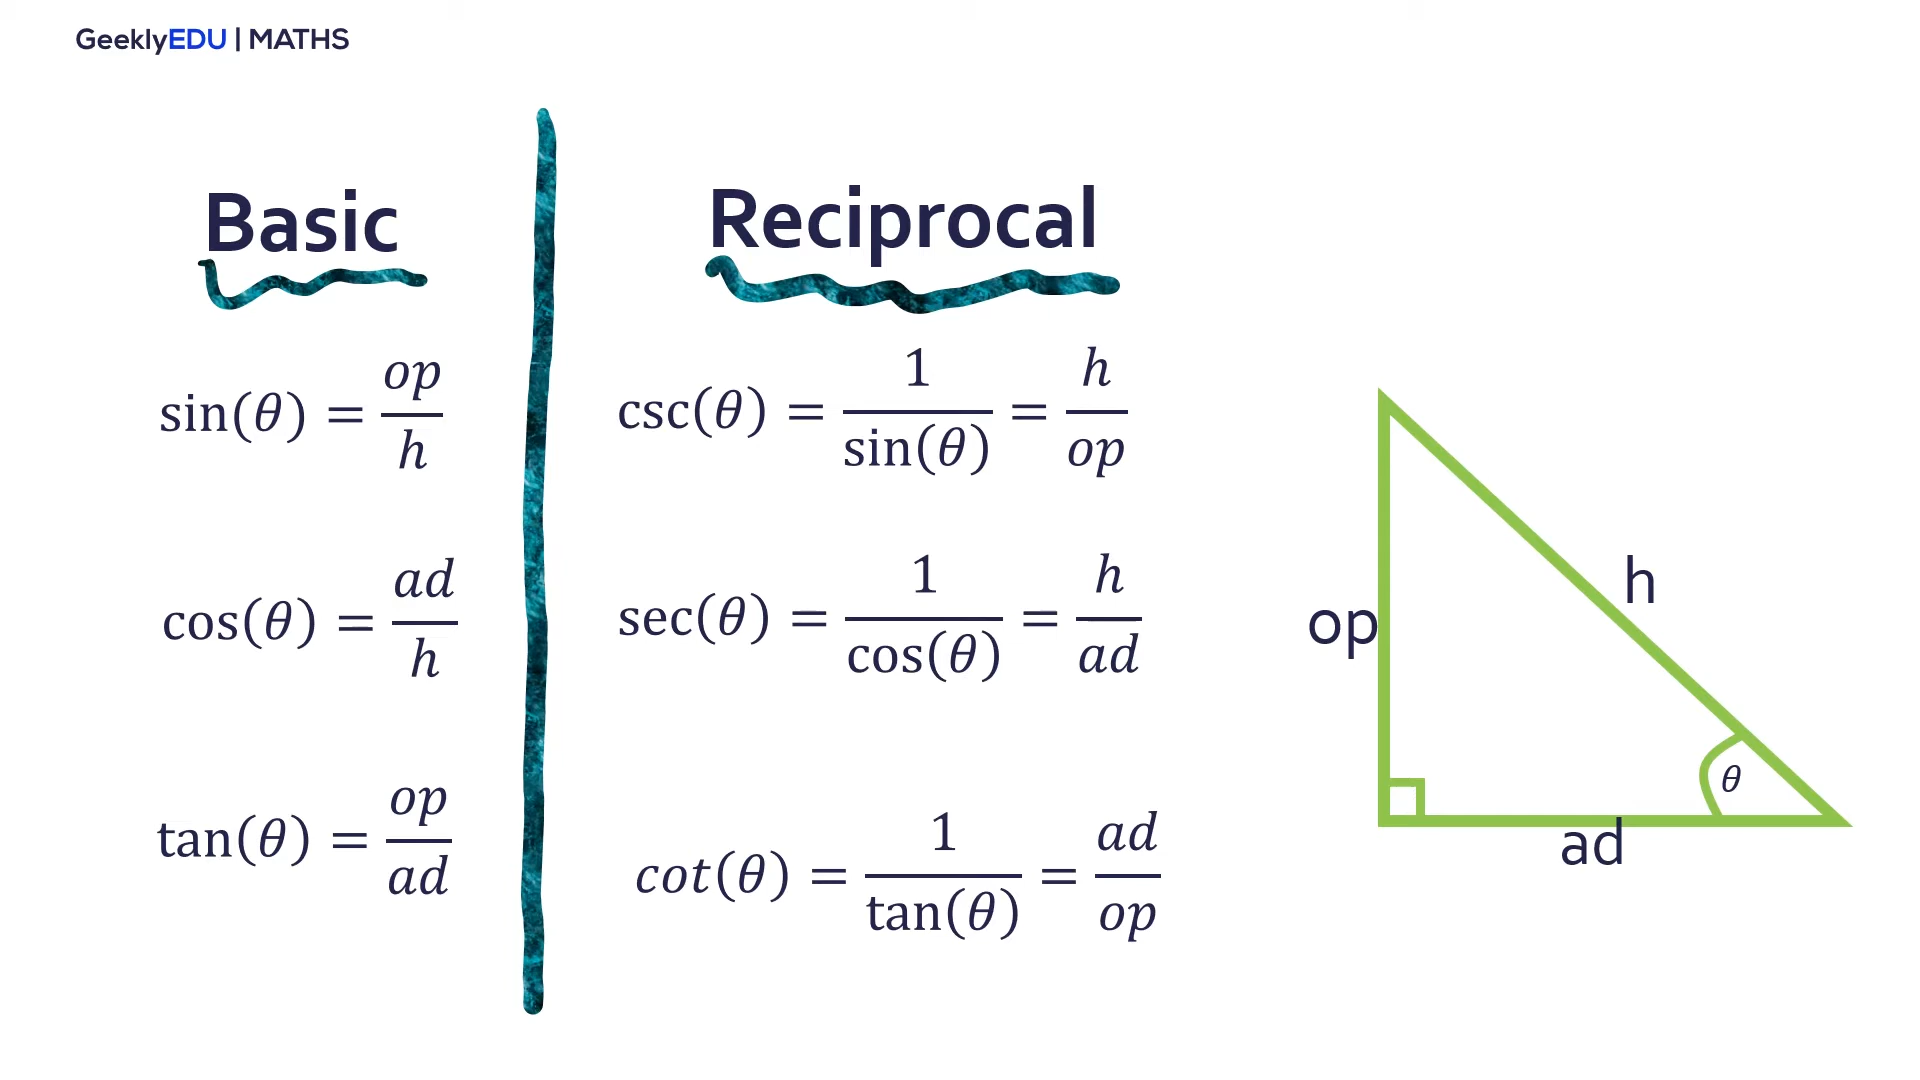 GeeklyEDU | MATHS
Basic
sin(θ) = op/h
cos(θ) = ad/h
tan(θ) = op/ad
Reciprocal
csc(θ) = 1/sin(θ) = h/op
sec(θ) = 1/cos(θ) = h/ad
cot(θ) = 1/tan(θ) = ad/op
h
op
θ
ad